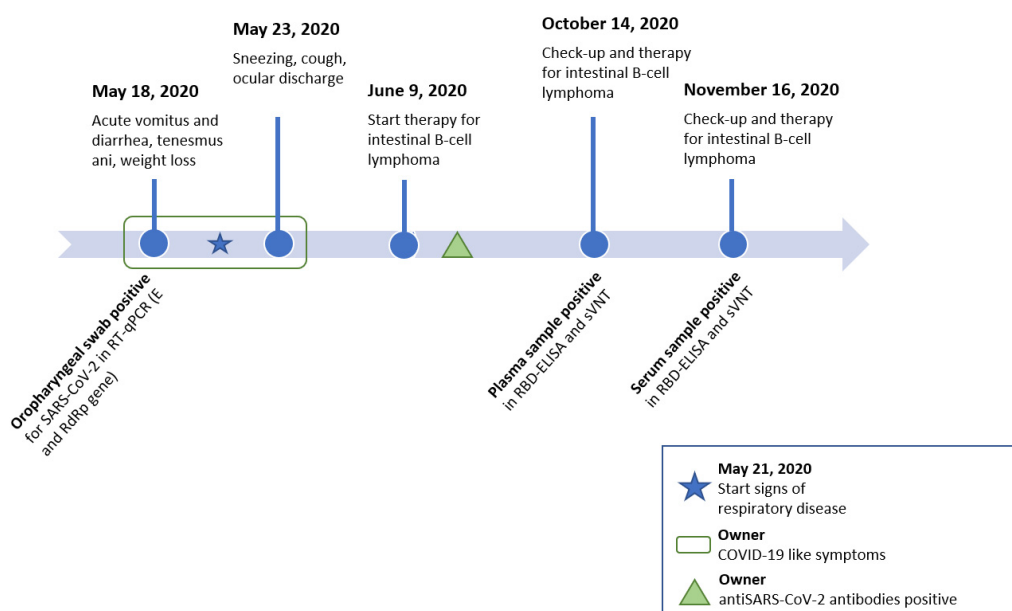 May 18, 2020
Acute vomitus and
diarrhea, tenesmus
ani, weight loss
May 23, 2020
Sneezing, cough,
ocular discharge
June 9, 2020
Start therapy for
intestinal B-cell
lymphoma
October 14, 2020
Check-up and therapy
for intestinal B-cell
lymphoma
November 16, 2020
Check-up and therapy
for intestinal B-cell
lymphoma
Oropharyngeal swab positive
for SARS-CoV-2 in RT-qPCR (E
and RdRp gene)
Plasma sample positive
in RBD-ELISA and sVNT
Serum sample positive
in RBD-ELISA and sVNT
May 21, 2020
Start signs of
respiratory disease
Owner
COVID-19 like symptoms
Owner
antiSARS-CoV-2 antibodies positive